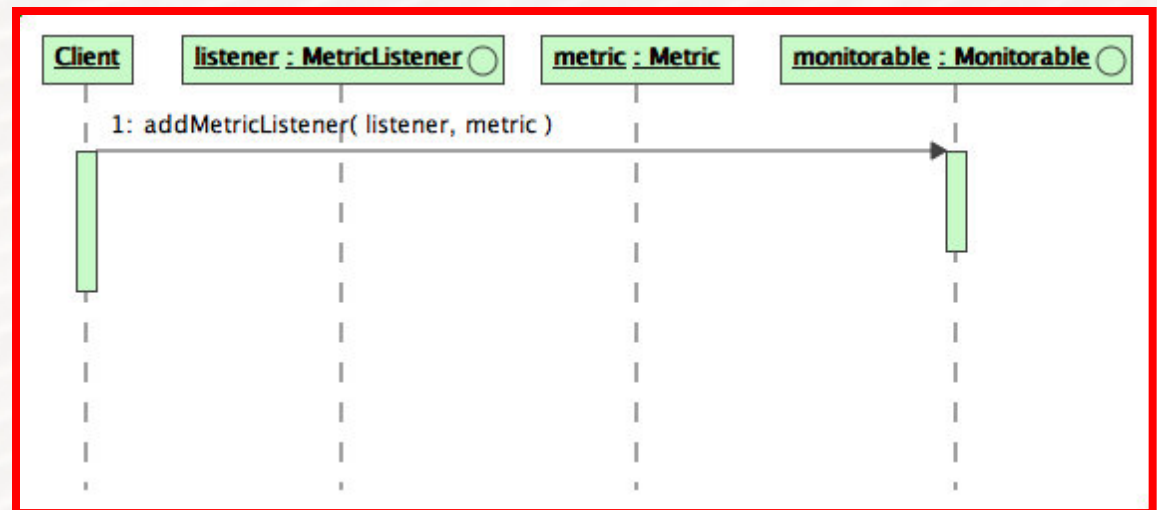 Client
listener : MetricListener
metric : Metric
monitorable : Monitorable
1: addMetricListener( listener, metric )